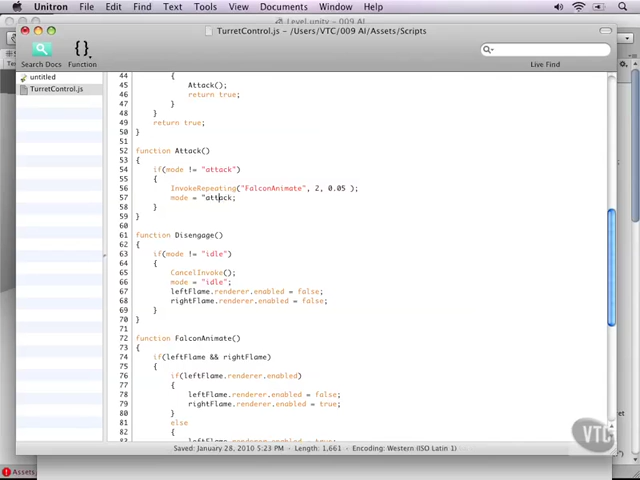 Unitron File Edit View Text Tools View Documents Window Help
Level.unity - 009 AI
TurretControl.js - /Users/VTC/009 AI/Assets/Scripts
{}
Search Docs Function Live Find
untitled
TurretControl.js
44 {
45 Attack();
46 return true;
47 }
48 }
49 return true;
50 }
51
52 function Attack()
53 {
54 if(mode != "attack")
55 {
56 InvokeRepeating("FalconAnimate", 2, 0.05 );
57 mode = "attack;
58 }
59 }
60
61 function Disengage()
62 {
63 if(mode != "idle")
64 {
65 CancelInvoke();
66 mode = "idle";
67 leftFlame.renderer.enabled = false;
68 rightFlame.renderer.enabled = false;
69 }
70 }
71
72 function FalconAnimate()
73 {
74 if(leftFlame && rightFlame)
75 {
76 if(leftFlame.renderer.enabled)
77 {
78 leftFlame.renderer.enabled = false;
79 rightFlame.renderer.enabled = true;
80 }
81 else
82 {
83 leftFlame.renderer.enabled = true;
Saved: January 28, 2010 5:23 PM · Length: 1,661 · Encoding: Western (ISO Latin 1)
VTC
Assets